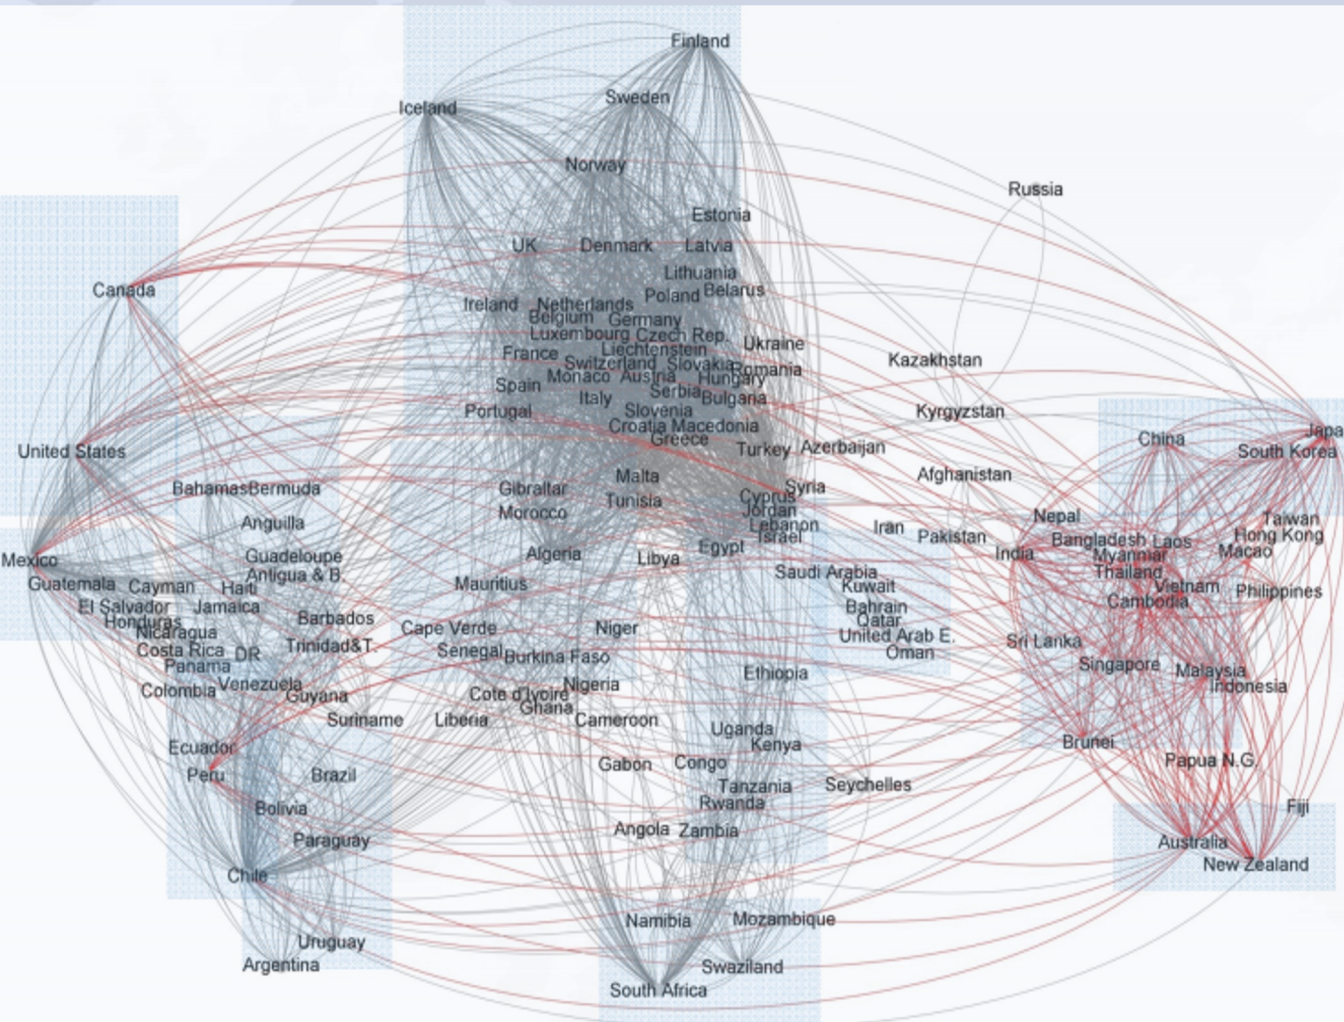 Finland
Iceland
Sweden
Norway
Russia
Estonia
UK Denmark Latvia
Lithuania
Canada
Poland Belarus
Ireland Netherlands
Belgium Germany
Luxembourg Czech Rep.
Ukraine
France Liechtenstein
Kazakhstan
Switzerland Slovakia
Romania
Monaco Austria Hungary
Spain
Serbia
Italy Bulgaria
Portugal Slovenia
Kyrgyzstan
Croatia Macedonia
Japa
Greece
China
United States
Turkey Azerbaijan
South Korea
Malta
Afghanistan
Bahamas Bermuda
Gibraltar
Syria
Cyprus
Tunisia
Morocco
Jordan
Nepal
Taiwan
Anguilla
Lebanon
Iran
Israel
Pakistan
Hong Kong
Bangladesh Laos
Egypt
Macao
Algeria
India
Myanmar
Mexico
Guadeloupe
Libya
Antigua & B.
Saudi Arabia
Thailand
Guatemala Cayman Haiti
Mauritius
Kuwait
Vietnam
Philippines
Cambodia
El Salvador Jamaica
Bahrain
Honduras
Barbados
Qatar
Nicaragua
Cape Verde
Niger
United Arab E.
Sri Lanka
Costa Rica DR
Trinidad&T.
Senegal
Burkina Faso
Oman
Panama
Singapore
Ethiopia
Malaysia
Venezuela
Nigeria
Indonesia
Colombia
Guyana
Cote d'Ivoire
Ghana
Suriname
Liberia
Cameroon
Uganda
Ecuador
Kenya
Brunei
Gabon Congo
Papua N.G.
Peru
Brazil
Tanzania
Seychelles
Rwanda
Bolivia
Fiji
Angola Zambia
Paraguay
Australia
New Zealand
Chile
Namibia
Mozambique
Uruguay
Argentina
Swaziland
South Africa